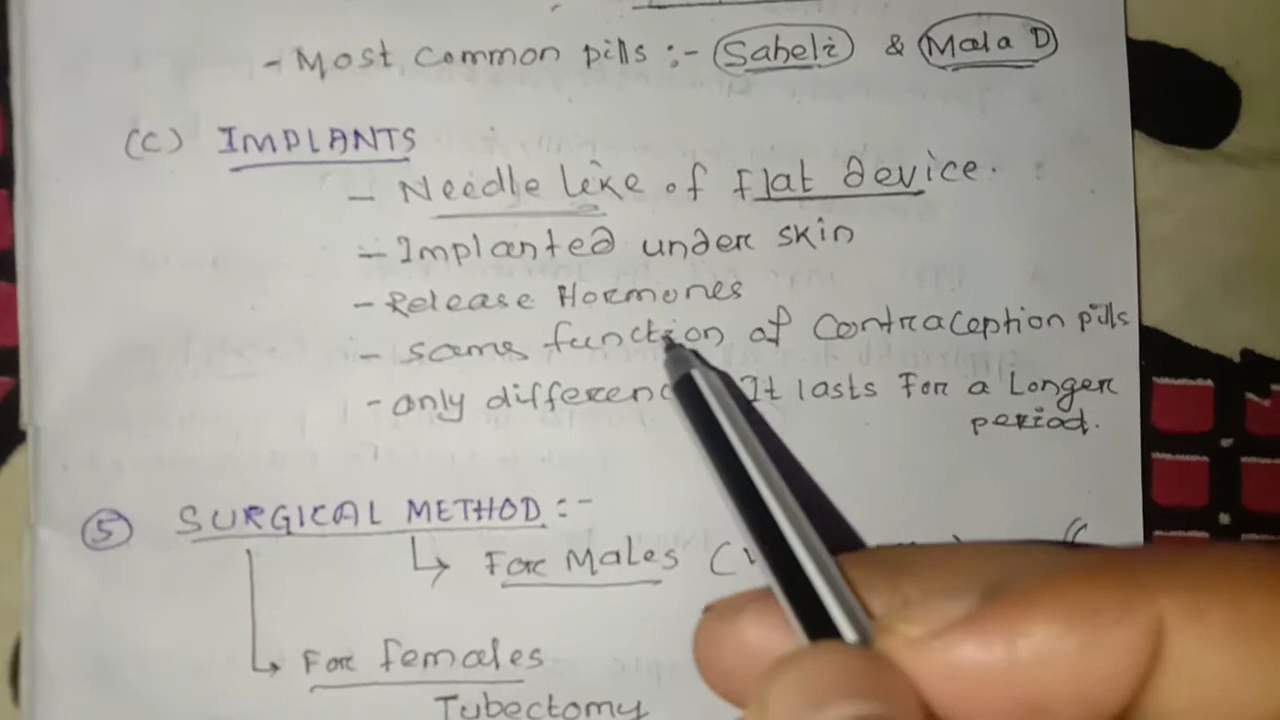 - Most common pills :- Saheli & Mala D
(C) IMPLANTS
- Needle like of flat device.
- Implanted under skin
- Release Hormones
- same function of contraception pills
- only differenc It lasts For a Longer
period.
5 SURGICAL METHOD :-
↳ For Males (
↳ For females
Tubectomy